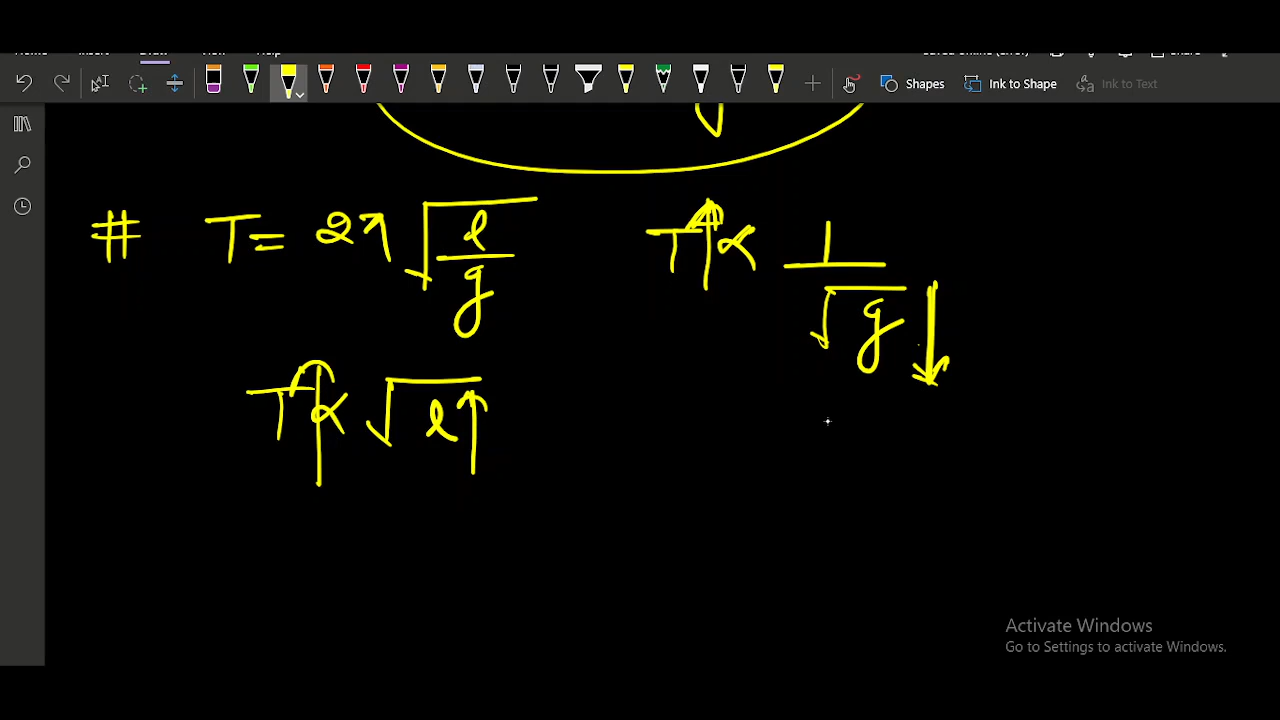 Shapes
Ink to Shape
Ink to Text
# T = 2π √(l/g)
T↑ ∝ 1/√g ↓
T↑ ∝ √l↑
Activate Windows
Go to Settings to activate Windows.